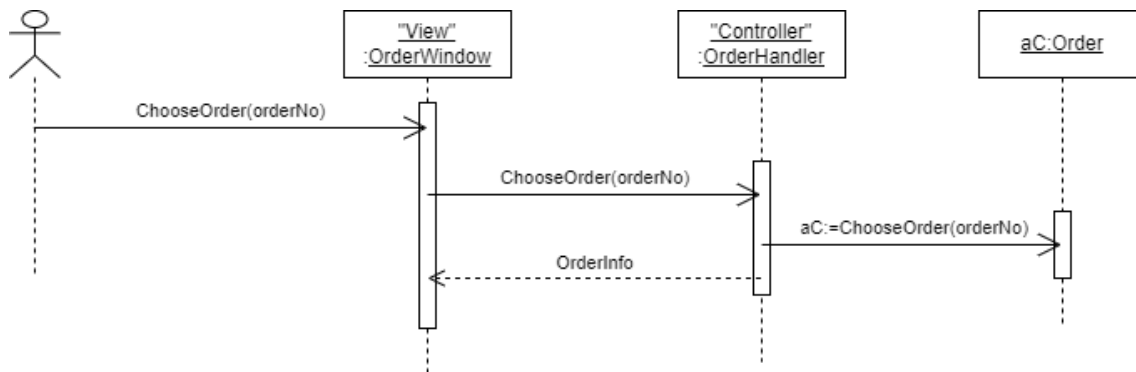 "View"
:OrderWindow
"Controller"
:OrderHandler
aC:Order
ChooseOrder(orderNo)
ChooseOrder(orderNo)
aC:=ChooseOrder(orderNo)
OrderInfo